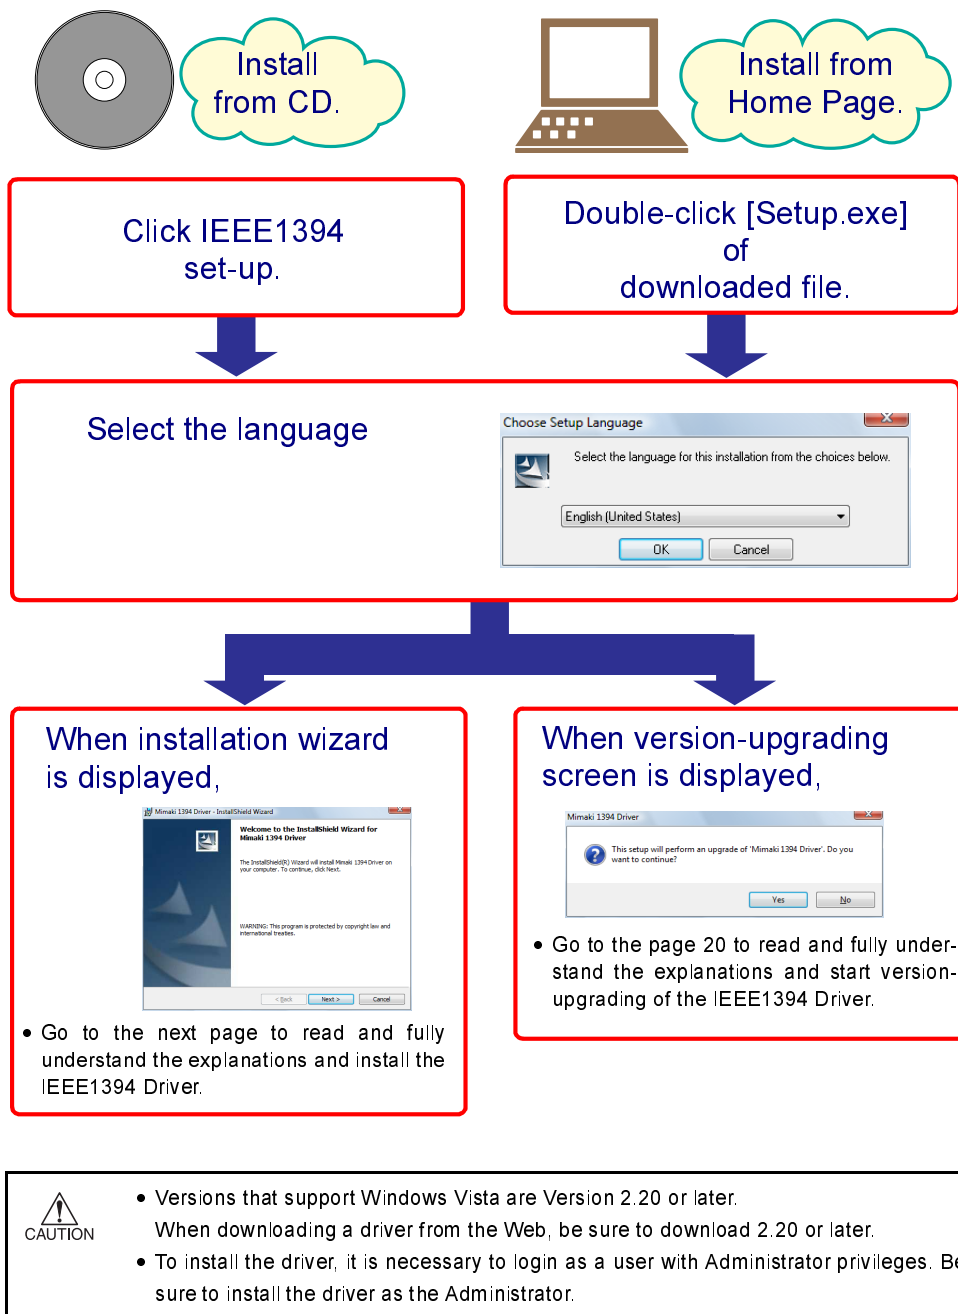 Install
from CD.
Install from
Home Page.
Click IEEE1394
set-up.
Double-click [Setup.exe]
of
downloaded file.
Select the language
Choose Setup Language
Select the language for this installation from the choices below.
English (United States)
OK
Cancel
When installation wizard
is displayed,
Mimaki 1394 Driver - InstallShield Wizard
Welcome to the InstallShield Wizard for
Mimaki 1394 Driver
The InstallShield(R) Wizard will install Mimaki 1394 Driver on
your computer. To continue, click Next.
WARNING: This program is protected by copyright law and
international treaties.
< Back
Next >
Cancel
• Go to the next page to read and fully
understand the explanations and install the
IEEE1394 Driver.
When version-upgrading
screen is displayed,
Mimaki 1394 Driver
This setup will perform an upgrade of 'Mimaki 1394 Driver'. Do you
want to continue?
Yes
No
• Go to the page 20 to read and fully under-
stand the explanations and start version-
upgrading of the IEEE1394 Driver.
CAUTION
• Versions that support Windows Vista are Version 2.20 or later.
When downloading a driver from the Web, be sure to download 2.20 or later.
• To install the driver, it is necessary to login as a user with Administrator privileges. Be
sure to install the driver as the Administrator.